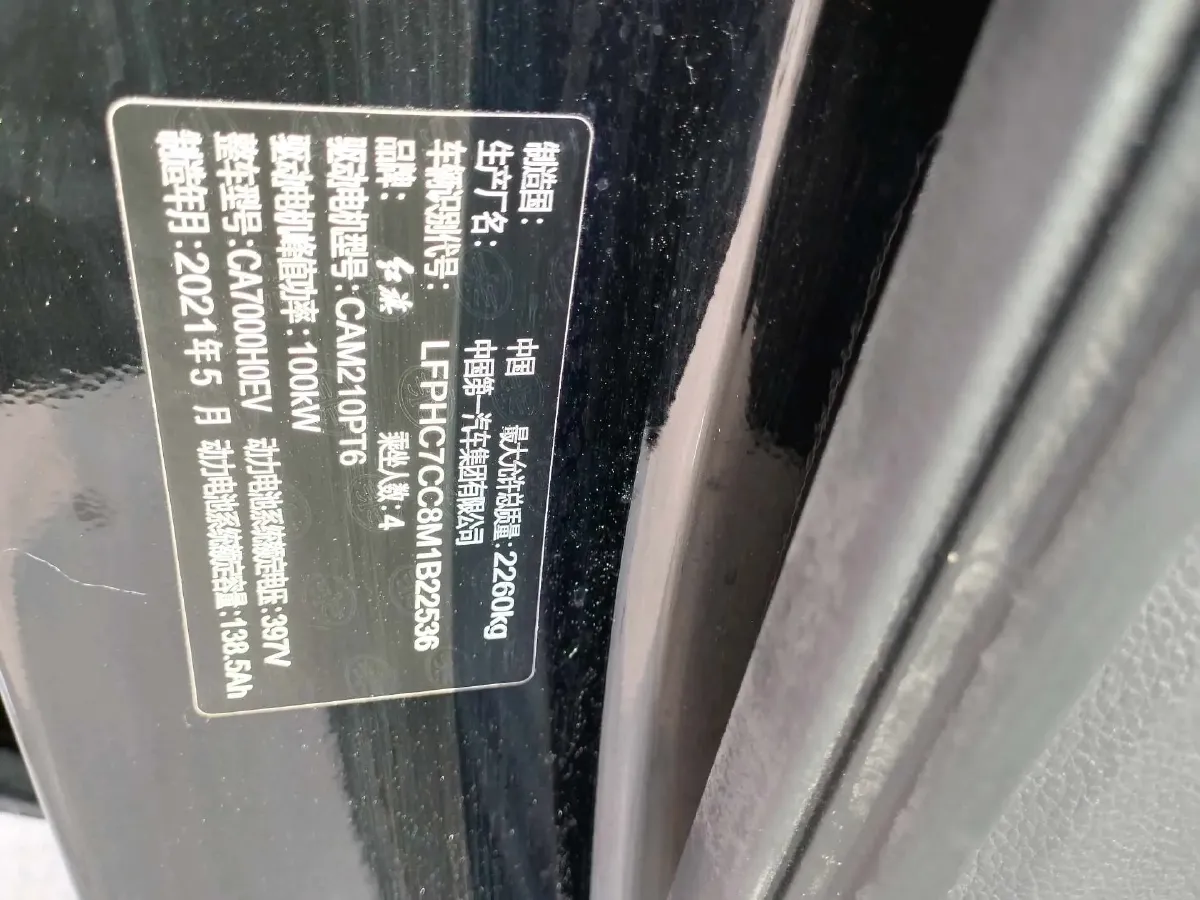 制造国： 中国 最大允许总质量：2260kg
生产厂名： 中国第一汽车集团有限公司
车辆识别代号： LFPHC7CC8M1B22536
品牌： 红旗 乘坐人数：4
驱动电机型号：CAM210PT6
驱动电机峰值功率：100kW
整车型号：CA7000H0EV 动力电池系统额定电压：397V
制造年月：2021年5月 动力电池系统额定容量：138.5Ah